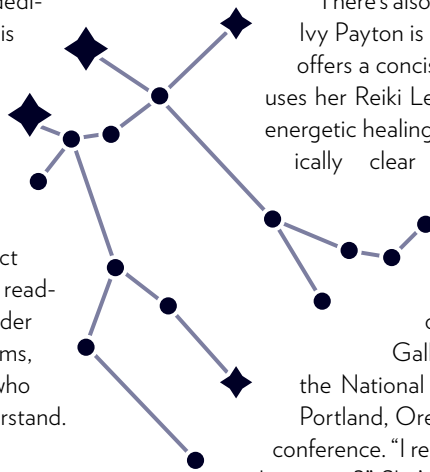 is
ct
read-
der
ms,
who
rstand.
There's also
Ivy Payton is
offers a concis
uses her Reiki Le
energetic healing
ically clear
Gall
the National
Portland, Ore
conference. "I re